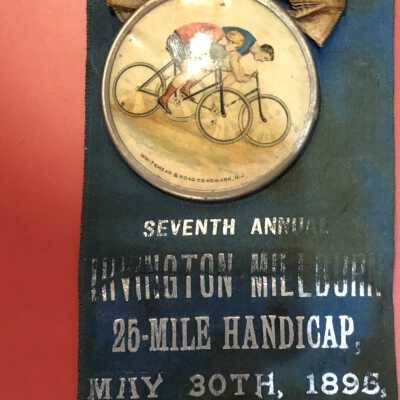 WHITEHEAD & HOAG CO NEWARK, N.J.
SEVENTH ANNUAL
IRVINGTON MILLBURN
25-MILE HANDICAP,
MAY 30TH, 1895,